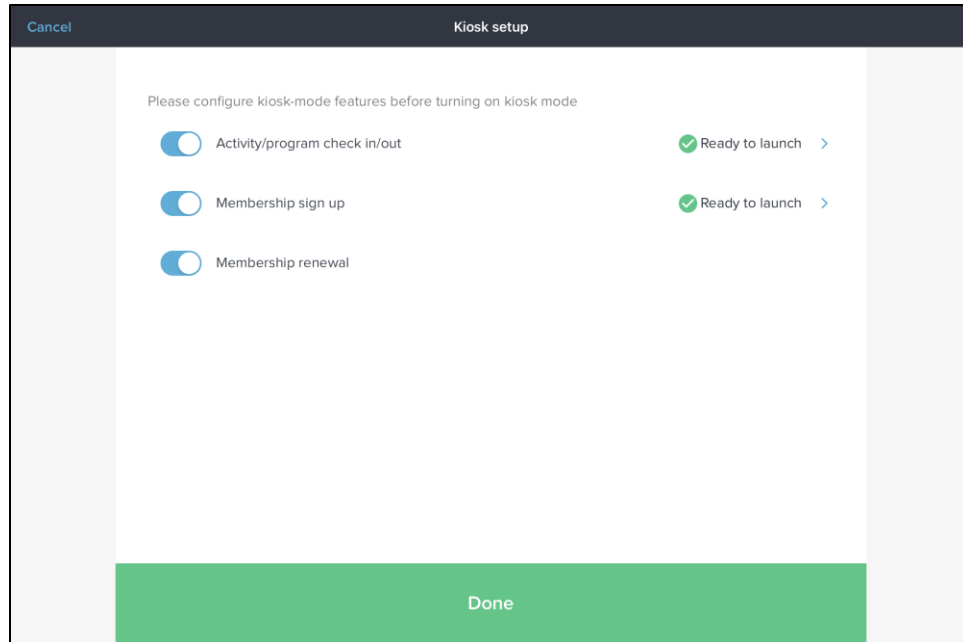 Cancel
Kiosk setup
Please configure kiosk-mode features before turning on kiosk mode
Activity/program check in/out
Ready to launch
Membership sign up
Ready to launch
Membership renewal
Done